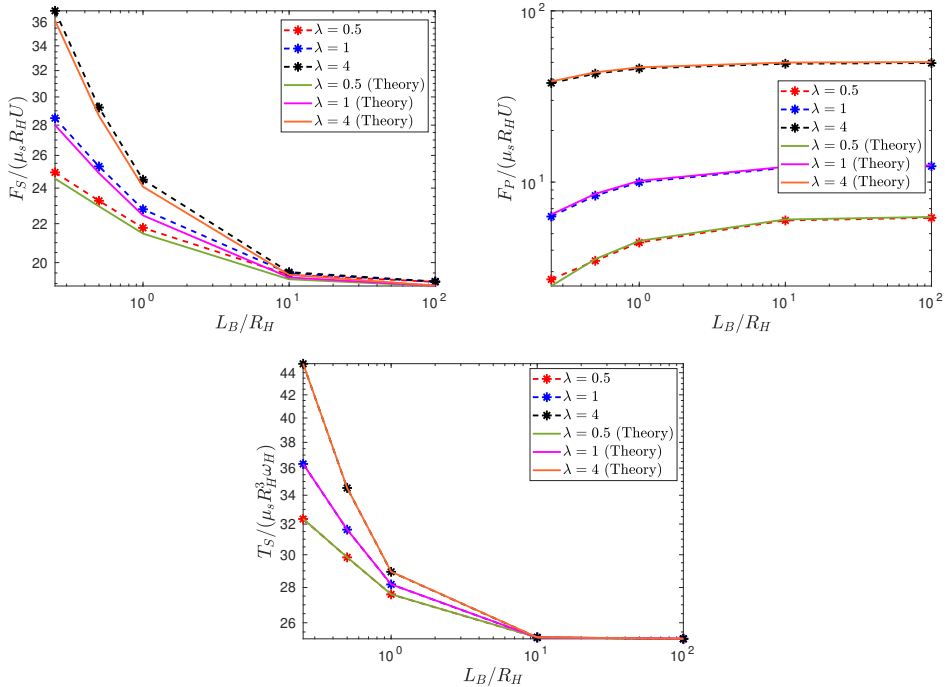 F_S/(μ_s R_H U)
36
34
32
30
28
26
24
22
20
10^0
10^1
10^2
L_B/R_H
λ = 0.5
λ = 1
λ = 4
λ = 0.5 (Theory)
λ = 1 (Theory)
λ = 4 (Theory)
F_P/(μ_s R_H U)
10^2
10^1
10^0
10^1
10^2
L_B/R_H
λ = 0.5
λ = 1
λ = 4
λ = 0.5 (Theory)
λ = 1 (Theory)
λ = 4 (Theory)
T_S/(μ_s R_H^3 ω_H)
44
42
40
38
36
34
32
30
28
26
10^0
10^1
10^2
L_B/R_H
λ = 0.5
λ = 1
λ = 4
λ = 0.5 (Theory)
λ = 1 (Theory)
λ = 4 (Theory)